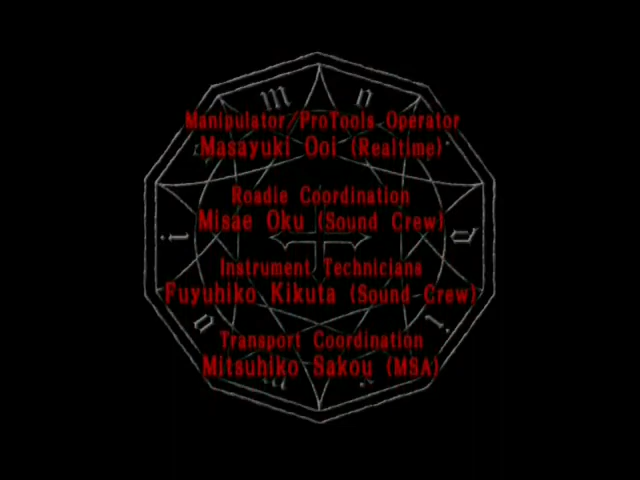 Manipulator/ProTools Operator
Masayuki Ooi (Realtime)
Roadie Coordination
Misae Oku (Sound Crew)
Instrument Technicians
Fuyuhiko Kikuta (Sound Crew)
Transport Coordination
Mitsuhiko Sakou (MSA)